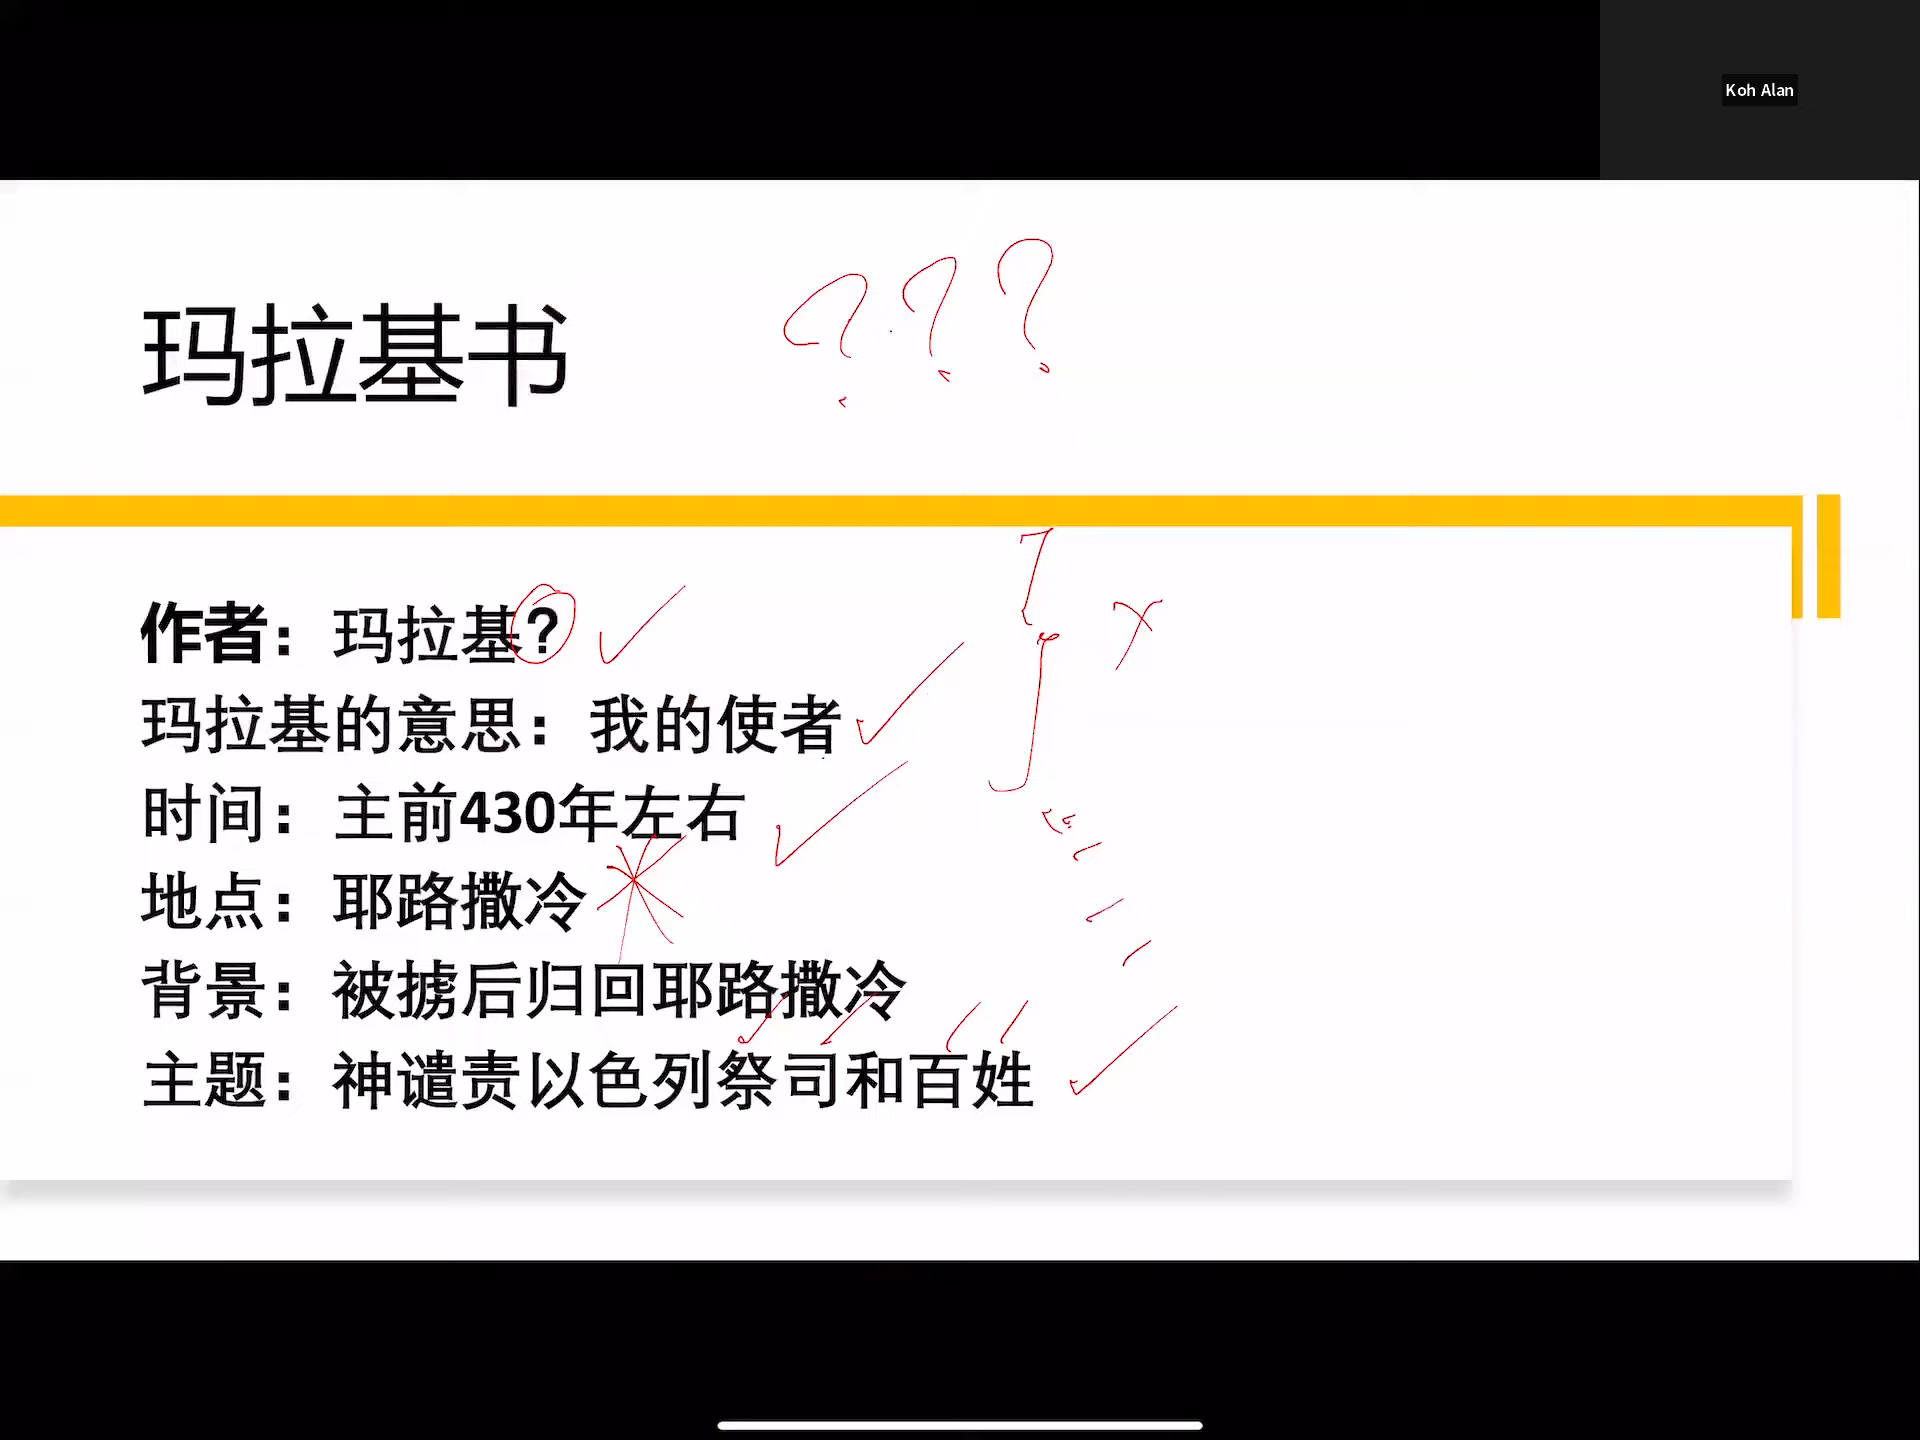 Koh Alan
玛拉基书
? ? ?
作者：玛拉基?
玛拉基的意思：我的使者
时间：主前430年左右
地点：耶路撒冷
背景：被掳后归回耶路撒冷
主题：神谴责以色列祭司和百姓